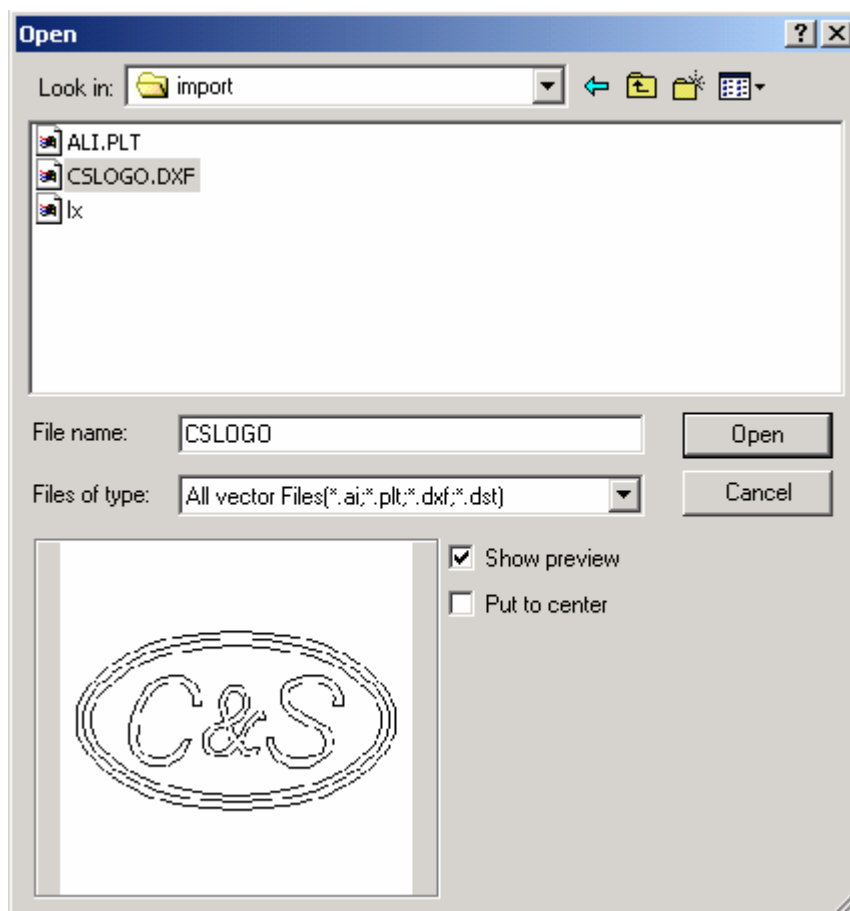 Open
Look in: import
ALI.PLT
CSLOGO.DXF
lx
File name: CSLOGO Open
Files of type: All vector Files(*.ai;*.plt;*.dxf;*.dst) Cancel
Show preview
Put to center
C&S